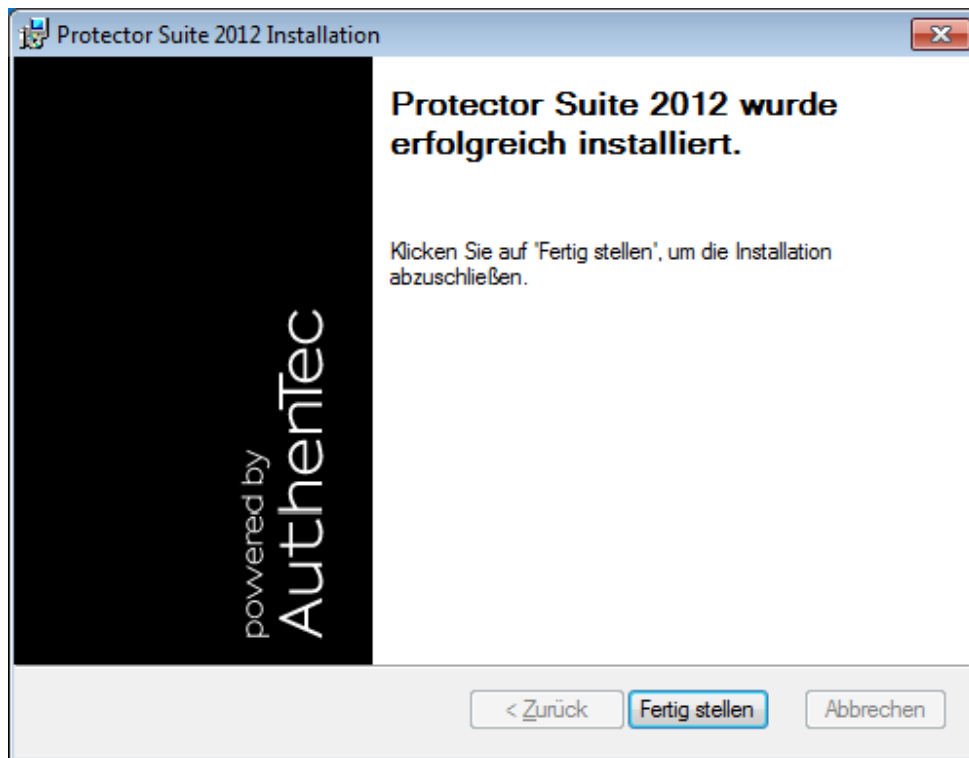 Protector Suite 2012 Installation
Protector Suite 2012 wurde
erfolgreich installiert.
Klicken Sie auf "Fertig stellen", um die Installation
abzuschließen.
powered by
AuthenTec
< Zurück
Fertig stellen
Abbrechen